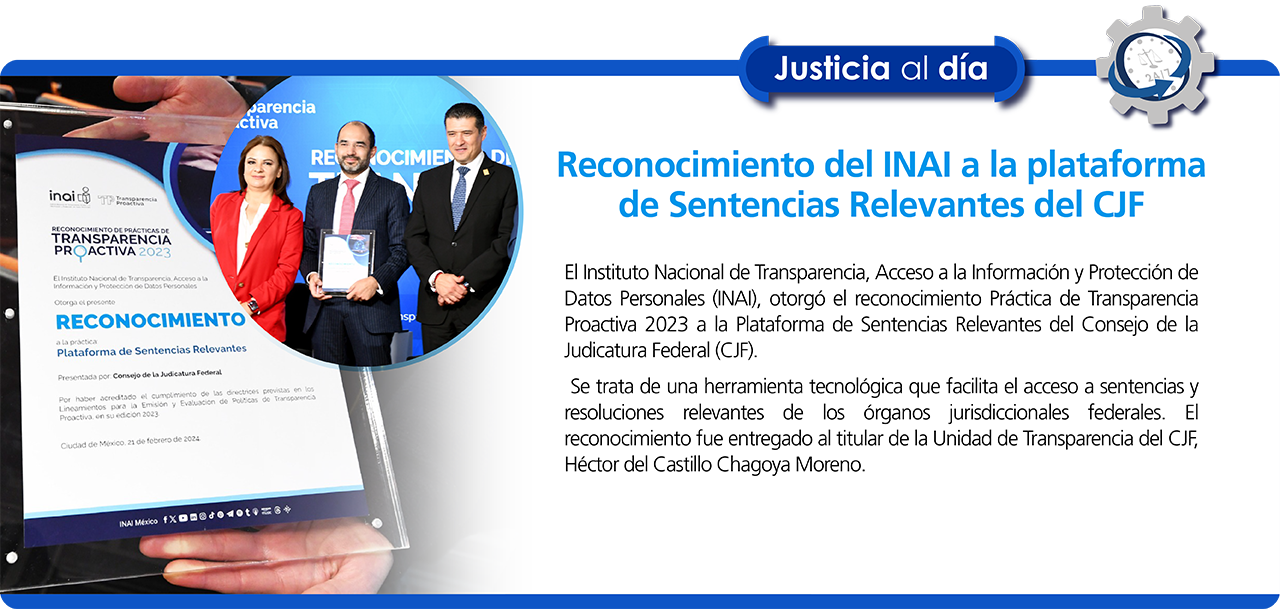 Justicia al día
24/7
Reconocimiento del INAI a la plataforma
de Sentencias Relevantes del CJF
El Instituto Nacional de Transparencia, Acceso a la Información y Protección de
Datos Personales (INAI), otorgó el reconocimiento Práctica de Transparencia
Proactiva 2023 a la Plataforma de Sentencias Relevantes del Consejo de la
Judicatura Federal (CJF).
Se trata de una herramienta tecnológica que facilita el acceso a sentencias y
resoluciones relevantes de los órganos jurisdiccionales federales. El
reconocimiento fue entregado al titular de la Unidad de Transparencia del CJF,
Héctor del Castillo Chagoya Moreno.
parencia
activa
RECONOCIMIEN
inai
Transparencia
Proactiva
RECONOCIMIENTO DE PRÁCTICAS DE
TRANSPARENCIA
PROACTIVA 2023
El Instituto Nacional de Transparencia, Acceso a la
Información y Protección de Datos Personales
Otorga el presente
RECONOCIMIENTO
a la práctica
Plataforma de Sentencias Relevantes
Presentada por: Consejo de la Judicatura Federal
Por haber acreditado el cumplimiento de las directrices previstas en los
Lineamientos para la Emisión y Evaluación de Políticas de Transparencia
Proactiva, en su edición 2023
Ciudad de México, 21 de febrero de 2024
INAI México